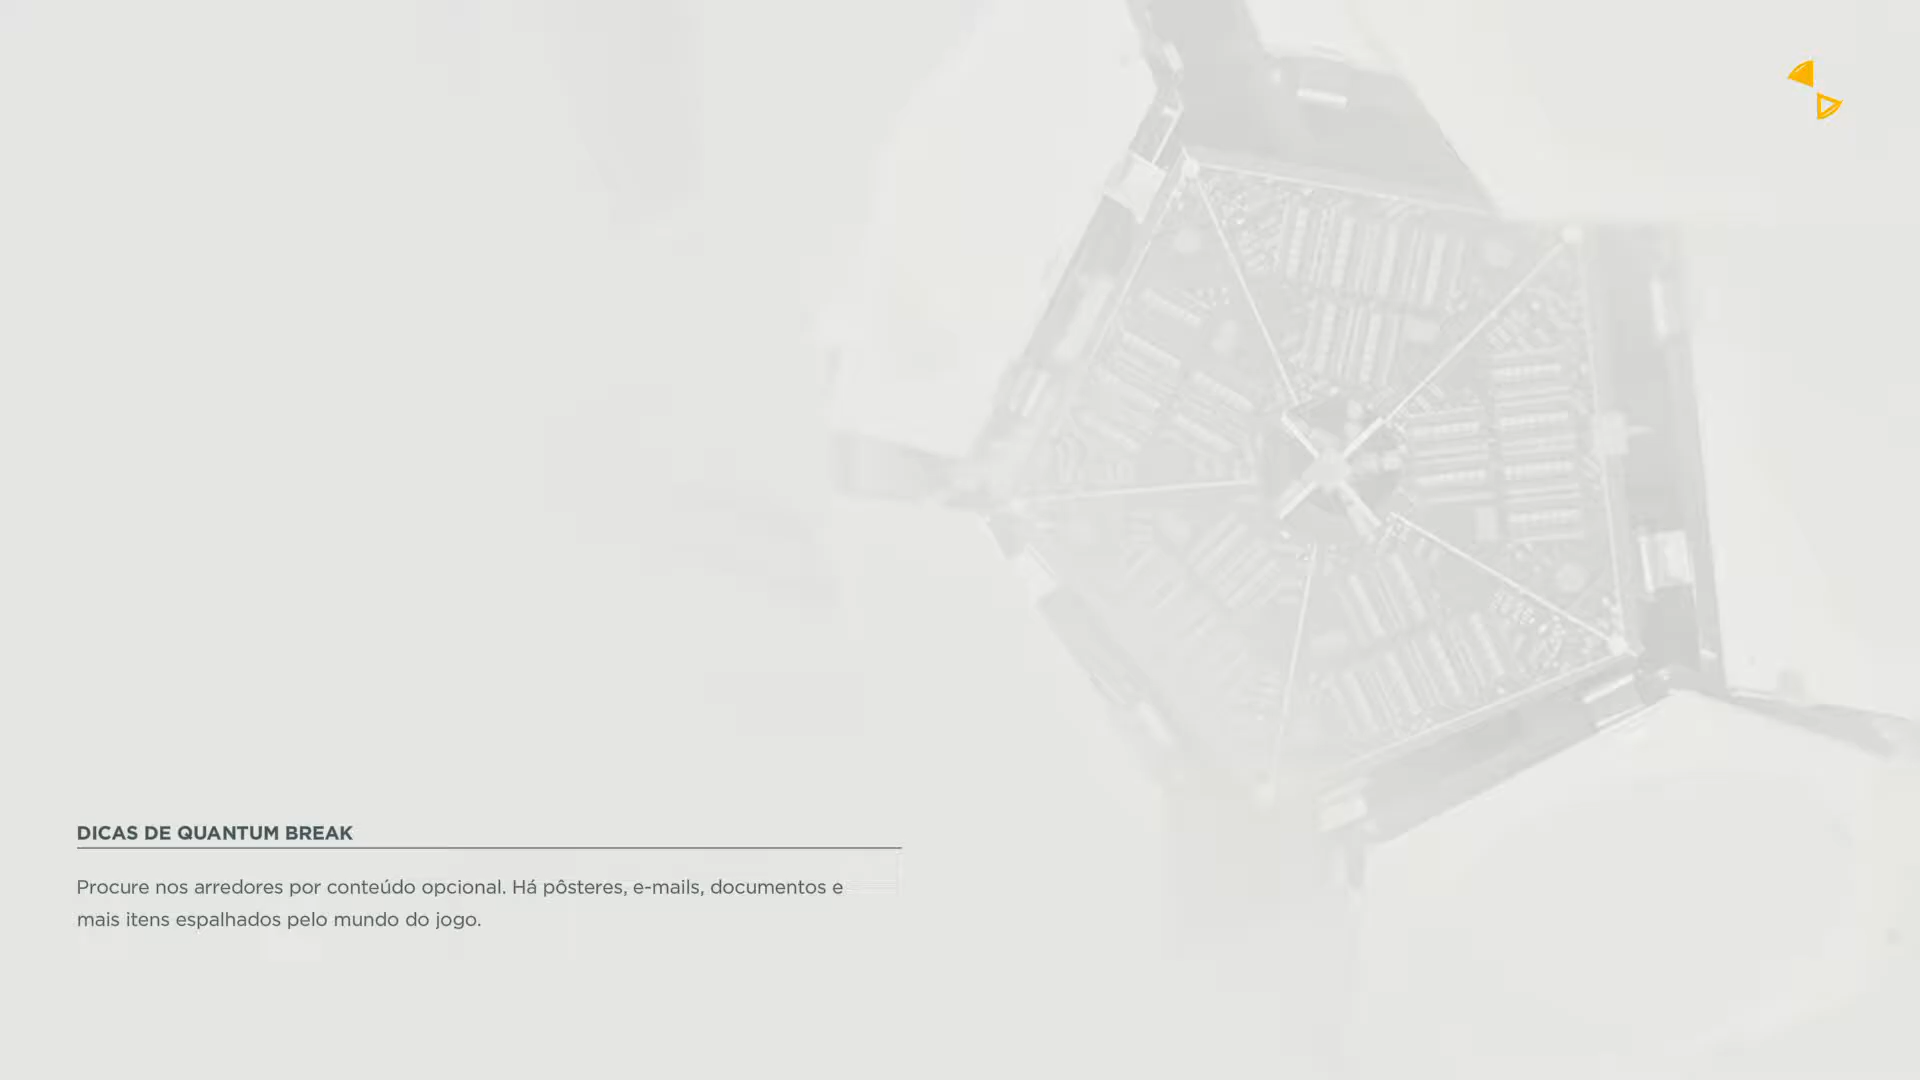 DICAS DE QUANTUM BREAK
Procure nos arredores por conteúdo opcional. Há pôsteres, e-mails, documentos e
mais itens espalhados pelo mundo do jogo.